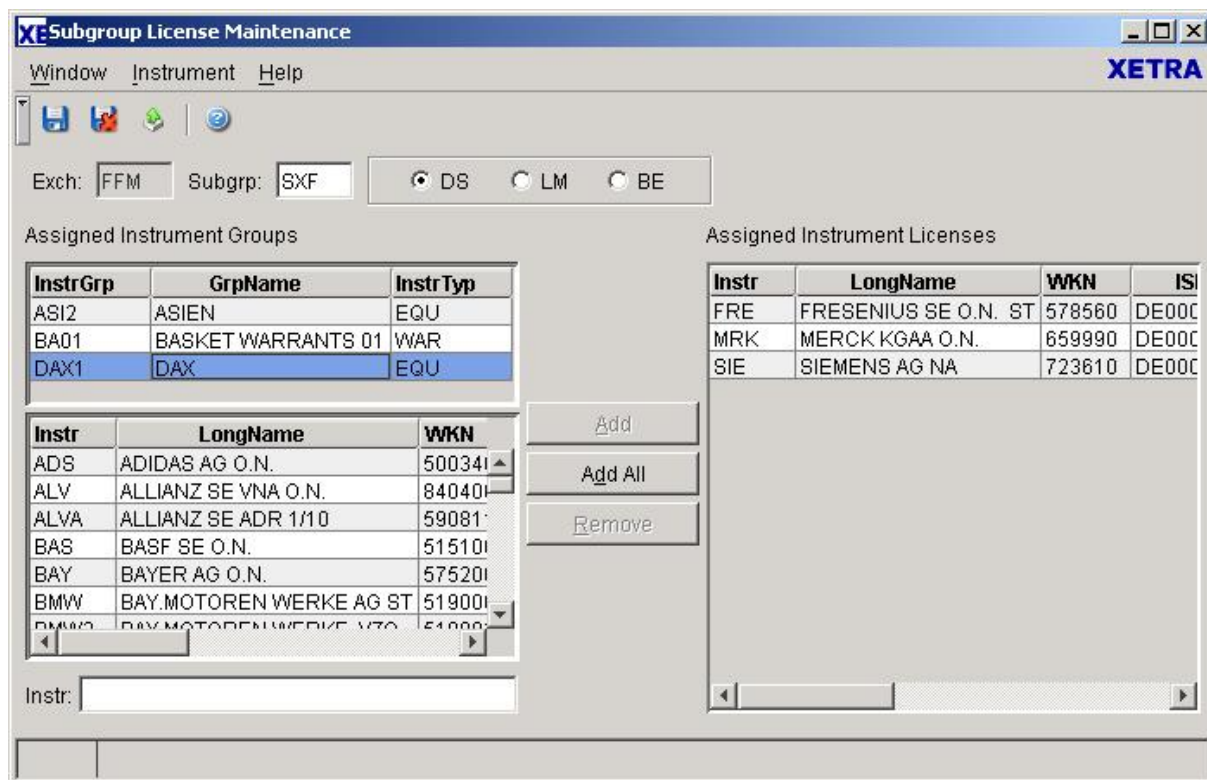 XE Subgroup License Maintenance
Window Instrument Help XETRA
Exch: FFM Subgrp: SXF DS LM BE
Assigned Instrument Groups
InstrGrp GrpName InstrTyp
ASI2 ASIEN EQU
BA01 BASKET WARRANTS 01 WAR
DAX1 DAX EQU
Instr LongName WKN
ADS ADIDAS AG O.N.
ALV ALLIANZ SE VNA O.N.
ALVA ALLIANZ SE ADR 1/10
BAS BASF SE O.N.
BAY BAYER AG O.N.
BMW BAY.MOTOREN WERKE AG ST
Instr:
Add
Add All
Remove
Assigned Instrument Licenses
Instr LongName WKN
FRE FRESENIUS SE O.N. ST 578560
MRK MERCK KGAA O.N. 659990
SIE SIEMENS AG NA 723610